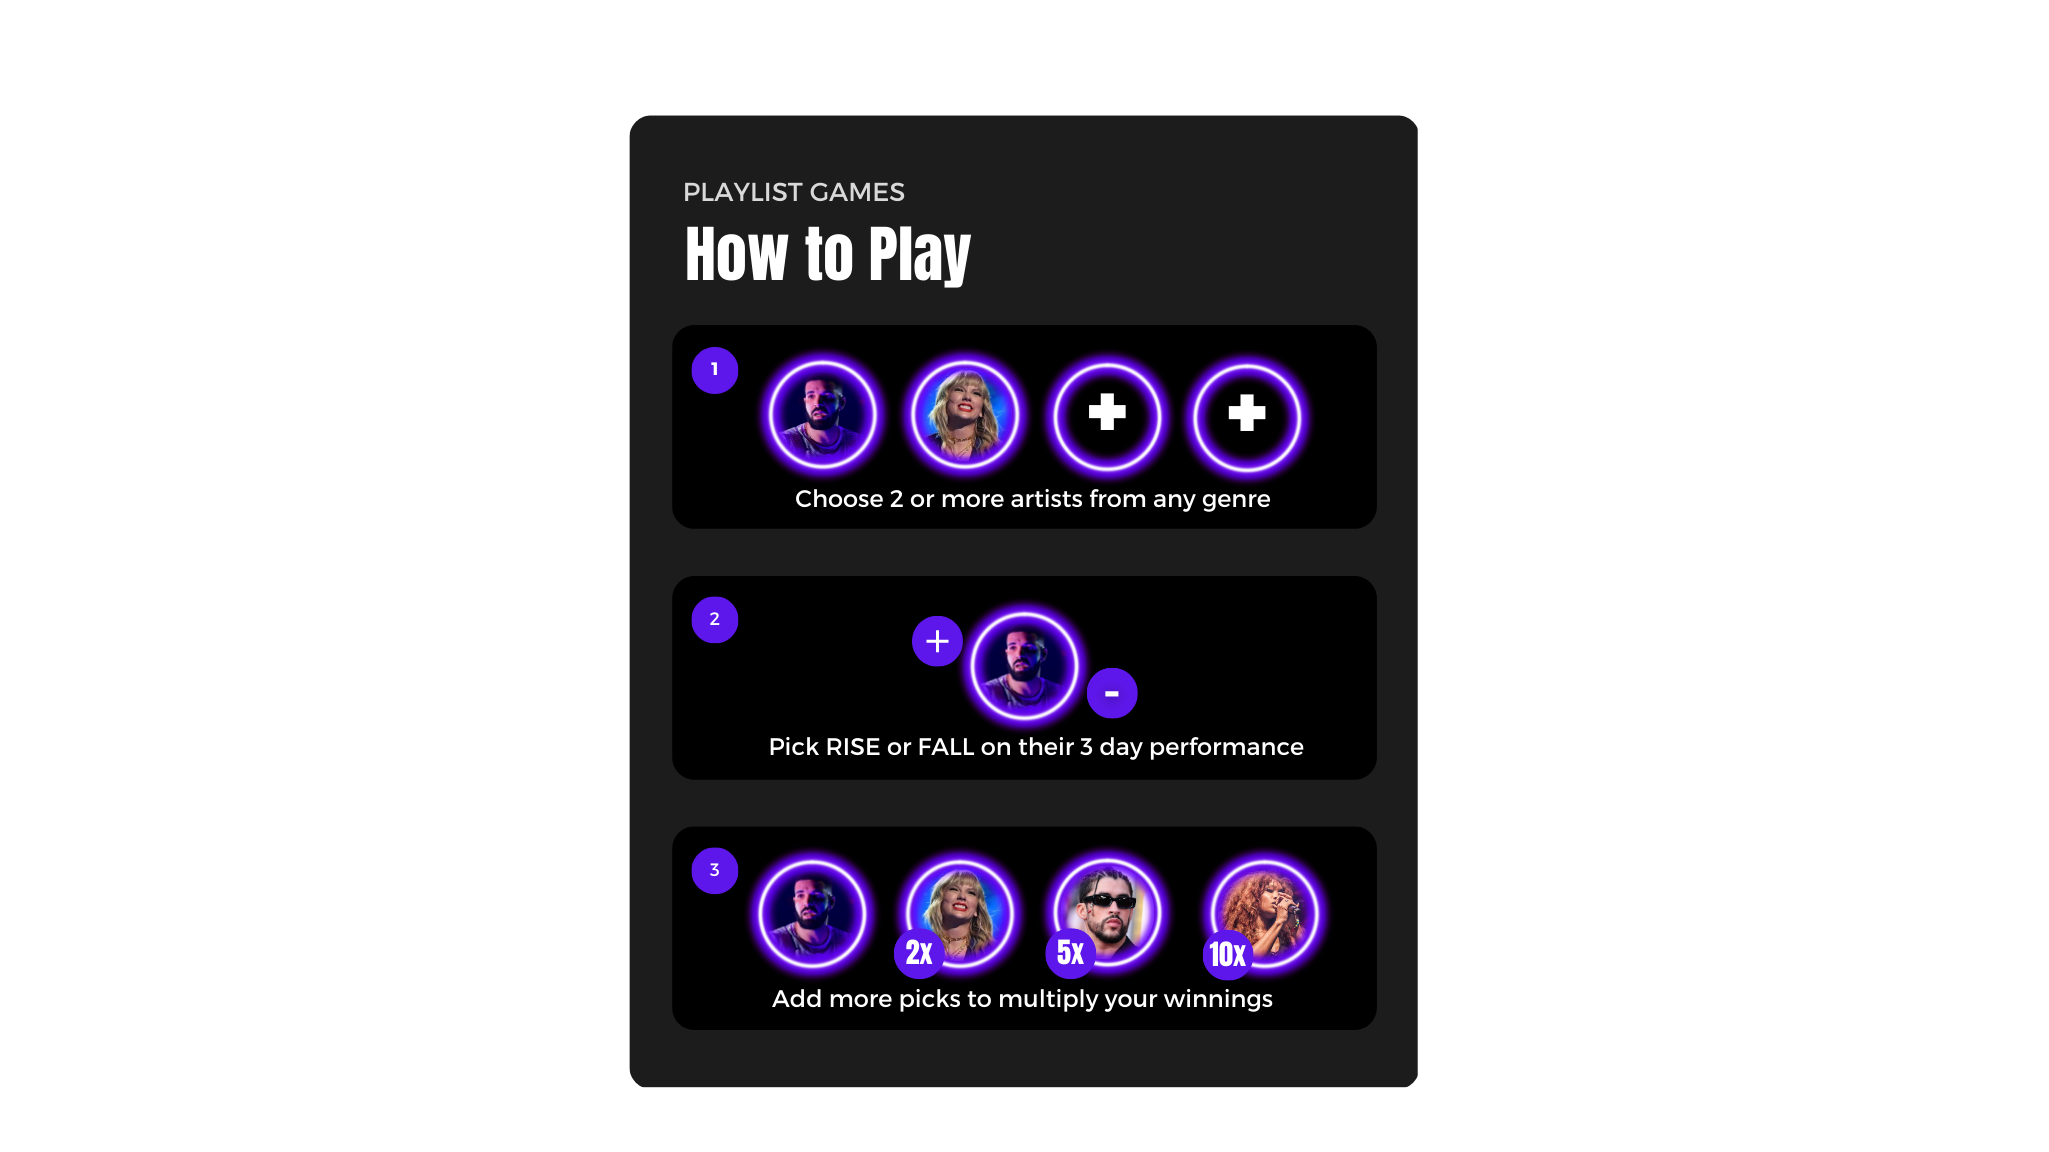 PLAYLIST GAMES
How to Play
1
+ +
Choose 2 or more artists from any genre
2
+
-
Pick RISE or FALL on their 3 day performance
3
2x 5x 10x
Add more picks to multiply your winnings